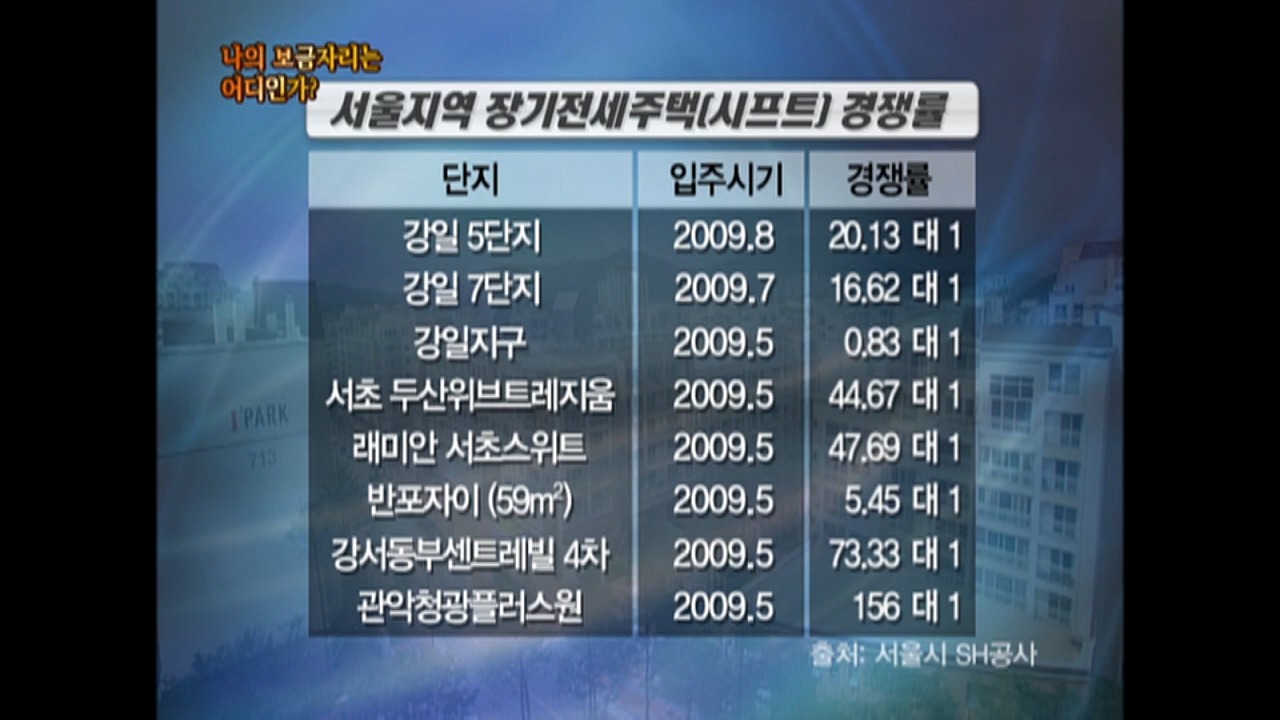 나의 보금자리는
어디인가?
서울지역 장기전세주택(시프트) 경쟁률
단지 입주시기 경쟁률
강일 5단지 2009.8 20.13 대 1
강일 7단지 2009.7 16.62 대 1
강일지구 2009.5 0.83 대 1
서초 두산위브트레지움 2009.5 44.67 대 1
래미안 서초스위트 2009.5 47.69 대 1
반포자이 (59m²) 2009.5 5.45 대 1
강서동부센트레빌 4차 2009.5 73.33 대 1
관악청광플러스원 2009.5 156 대 1
출처: 서울시 SH공사
i'PARK
713